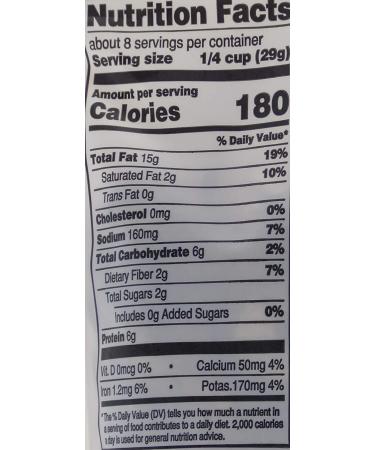 Nutrition Facts
about 8 servings per container
Serving size 1/4 cup (29g)
Amount per serving
Calories 180
% Daily Value*
Total Fat 15g 19%
Saturated Fat 2g 10%
Trans Fat 0g
Cholesterol 0mg 0%
Sodium 160mg 7%
Total Carbohydrate 6g 2%
Dietary Fiber 2g 7%
Total Sugars 2g
Includes 0g Added Sugars 0%
Protein 6g
Vit. D 0mcg 0% • Calcium 50mg 4%
Iron 1.2mg 6% • Potas. 170mg 4%
*The % Daily Value (DV) tells you how much a nutrient in
a serving of food contributes to a daily diet. 2,000 calories
a day is used for general nutrition advice.